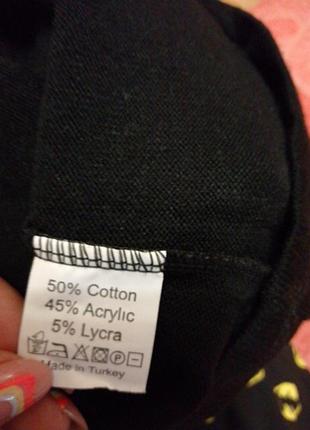 50% Cotton
45% Acrylic
5% Lycra
Made in Turkey